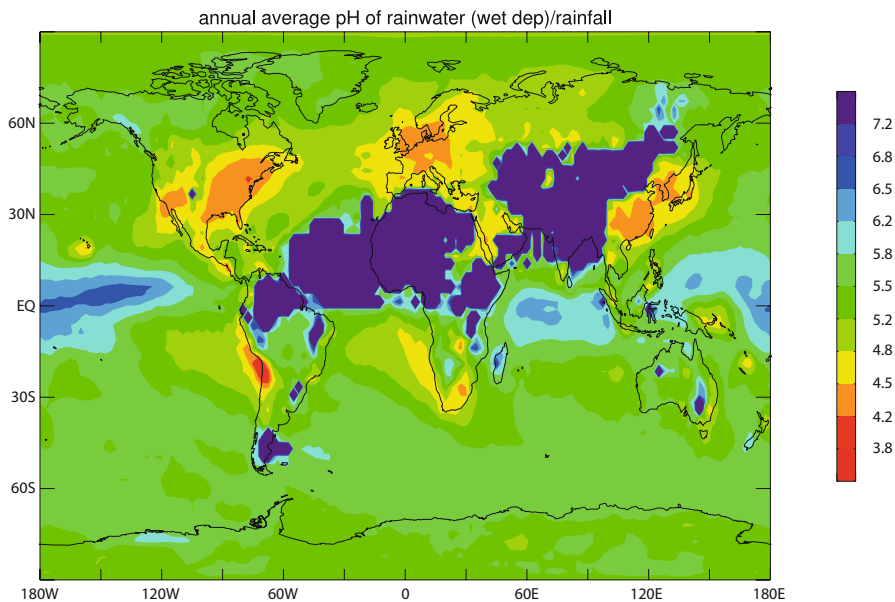 annual average pH of rainwater (wet dep)/rainfall
60N
30N
EQ
30S
60S
180W
120W
60W
0
60E
120E
180E
7.2
6.8
6.5
6.2
5.8
5.5
5.2
4.8
4.5
4.2
3.8